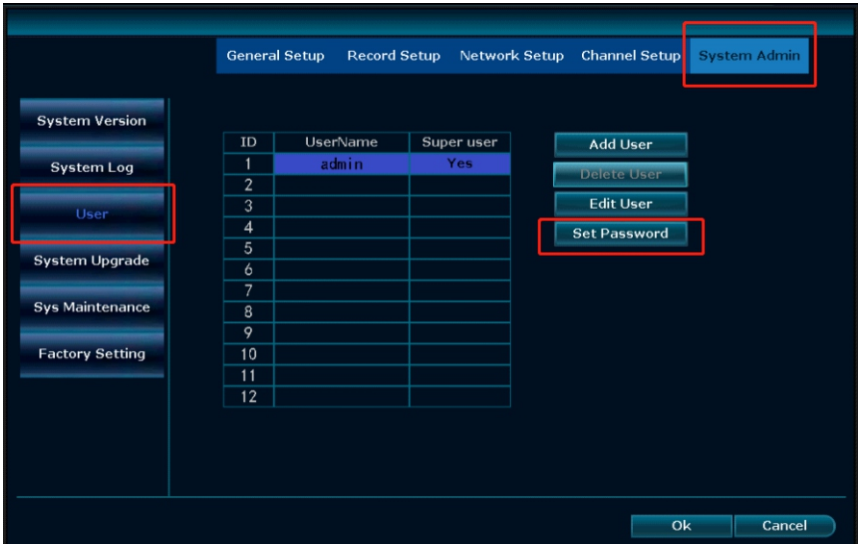 General Setup Record Setup Network Setup Channel Setup System Admin
System Version
System Log
User
System Upgrade
Sys Maintenance
Factory Setting
ID UserName Super user
1 admin Yes
2
3
4
5
6
7
8
9
10
11
12
Add User
Delete User
Edit User
Set Password
Ok Cancel